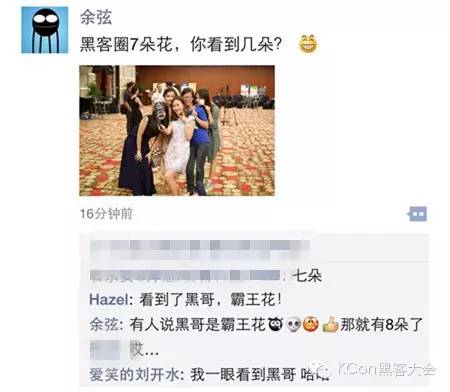 余弦
黑客圈7朵花，你看到几朵？
16分钟前
七朵
Hazel: 看到了黑哥，霸王花！
余弦: 有人说黑哥是霸王花 那就有8朵了
哎...
爱笑的刘开水: 我一眼看到黑哥 哈哈
KCon黑客大会